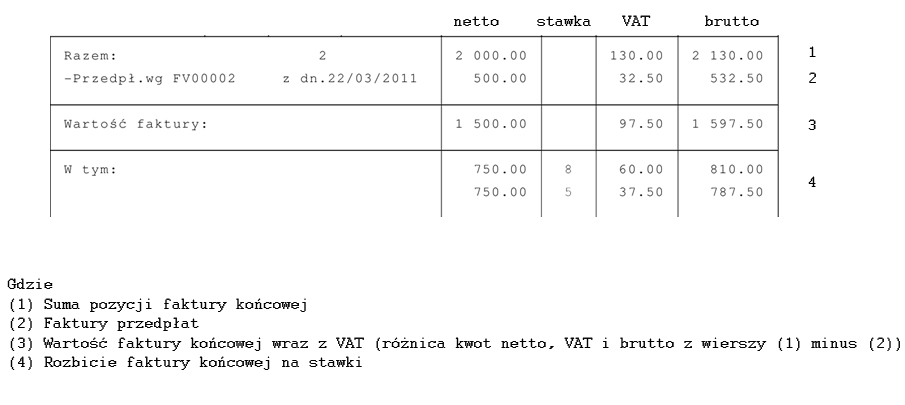 netto stawka VAT brutto
Razem: 2 2 000.00 130.00 2 130.00 1
-Przedpł.wg FV00002 z dn.22/03/2011 500.00 32.50 532.50 2
Wartość faktury: 1 500.00 97.50 1 597.50 3
W tym: 750.00 8 60.00 810.00
750.00 5 37.50 787.50 4
Gdzie
(1) Suma pozycji faktury końcowej
(2) Faktury przedpłat
(3) Wartość faktury końcowej wraz z VAT (różnica kwot netto, VAT i brutto z wierszy (1) minus (2))
(4) Rozbicie faktury końcowej na stawki